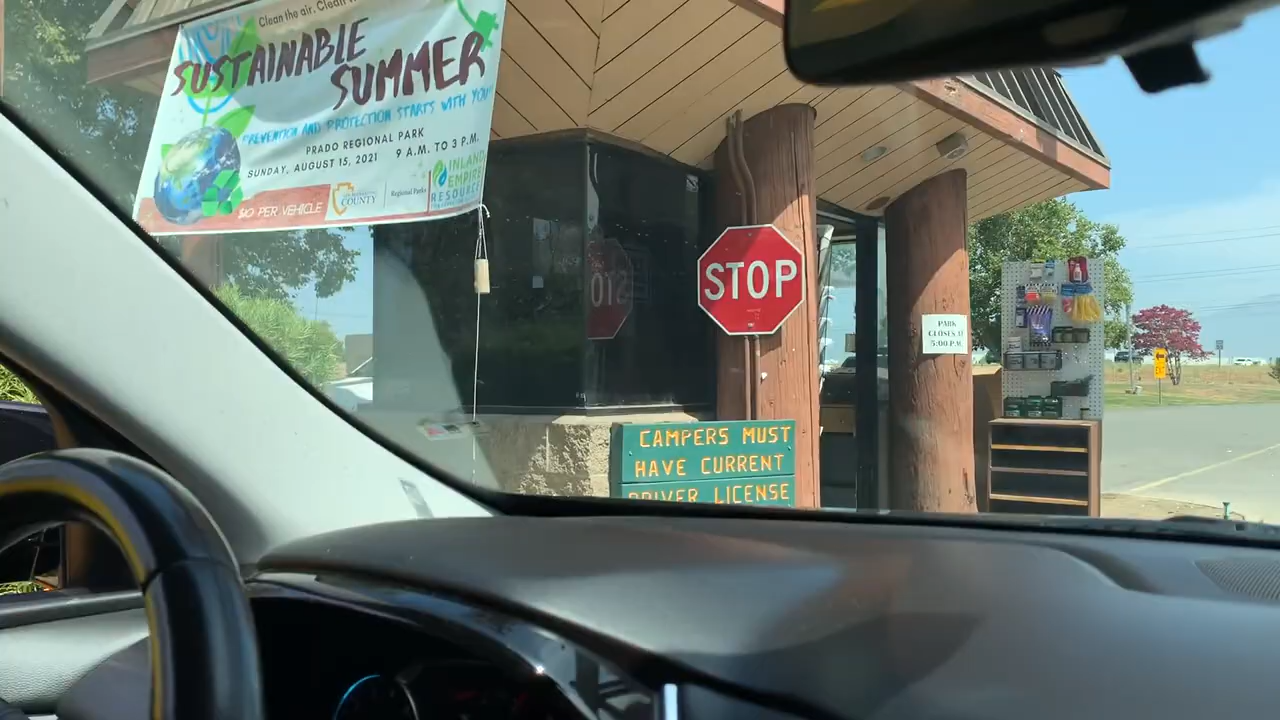 Clean the air. Clean
SUSTAINABLE
SUMMER
PREVENTION AND PROTECTION STARTS WITH YOU!
PRADO REGIONAL PARK
SUNDAY, AUGUST 15, 2021 9 A.M. TO 3 P.M.
$10 PER VEHICLE
COUNTY
Regional Parks
INLAND
EMPIRE
RESOURCE
STOP
PARK
CLOSES AT
5:00 P.M.
CAMPERS MUST
HAVE CURRENT
DRIVER LICENSE